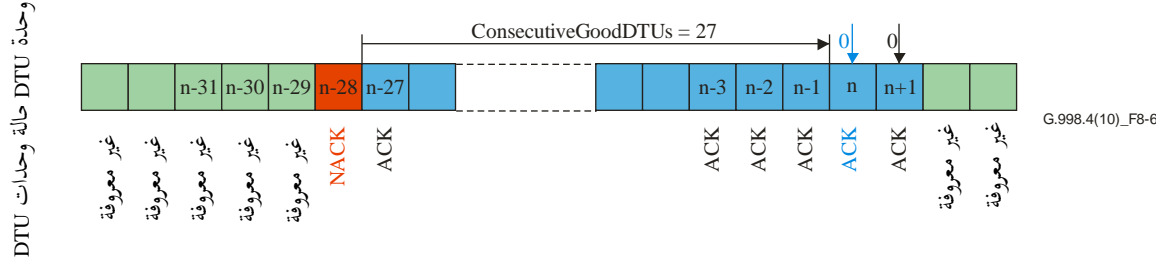 ConsecutiveGoodDTUs = 27
0 0
وحدة DTU
n-31 n-30 n-29 n-28 n-27 n-3 n-2 n-1 n n+1
G.998.4(10)_F8-6
حالة وحدات DTU
غير معروفة غير معروفة غير معروفة غير معروفة غير معروفة NACK ACK ACK ACK ACK ACK ACK غير معروفة غير معروفة